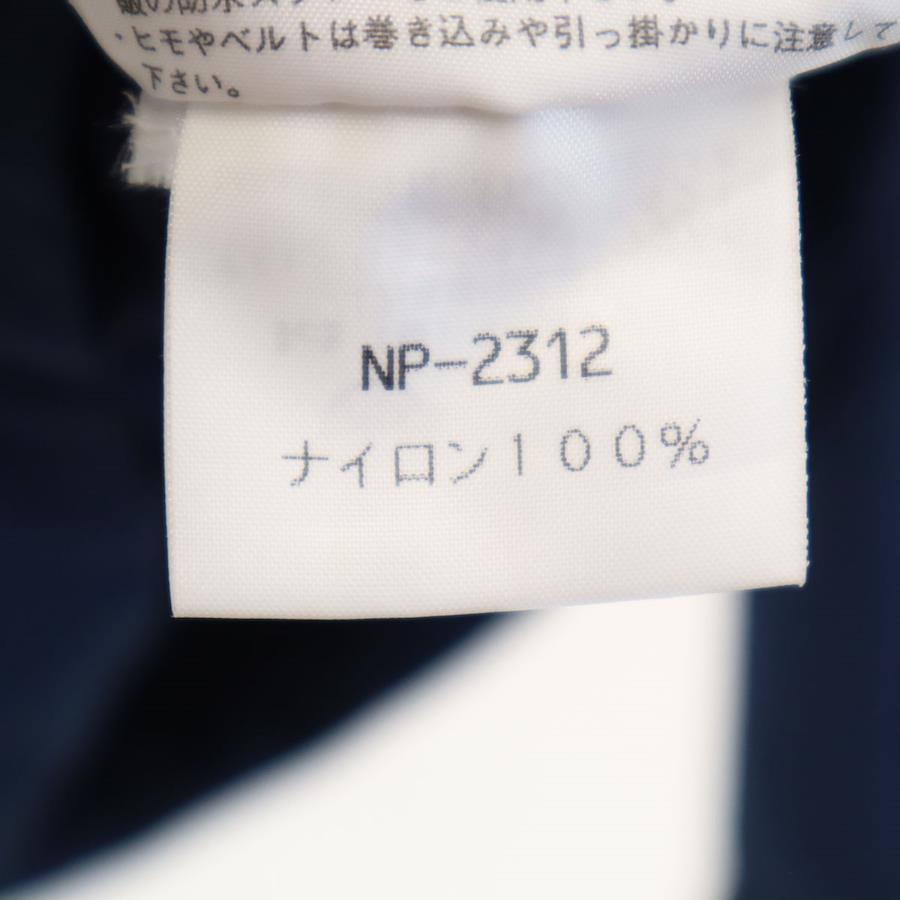 ・ヒモやベルトは巻き込みや引っ掛かりに注意して
下さい。
NP-2312
ナイロン100%